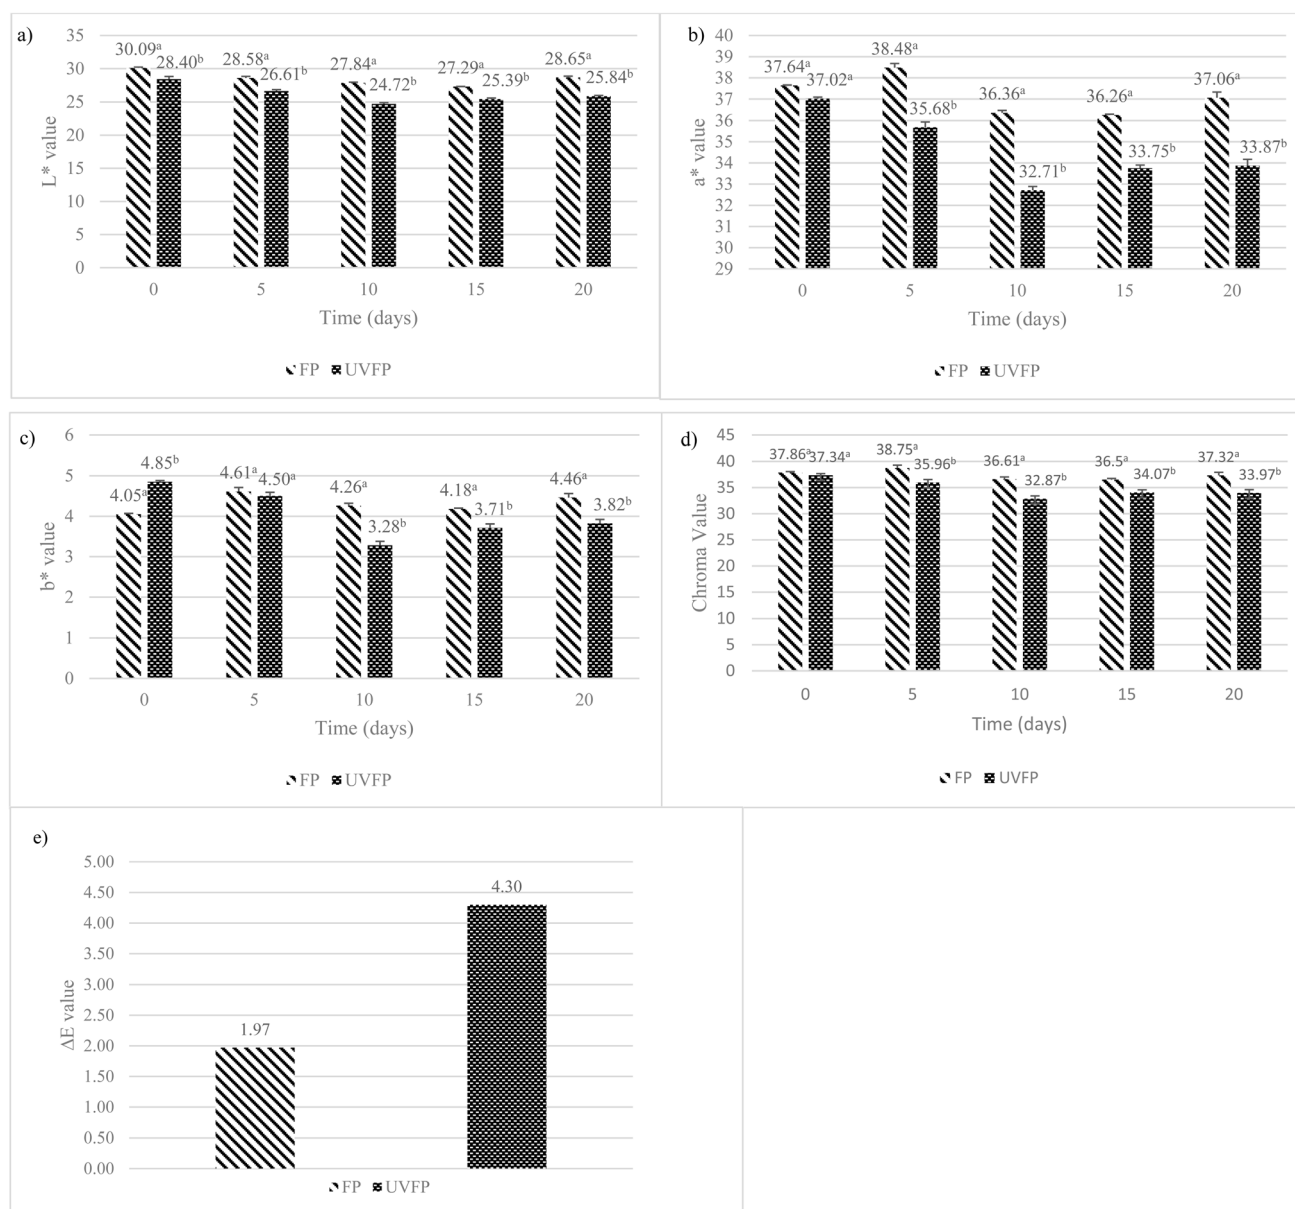 a)
35
30
25
20
15
10
5
0
L* value
30.09ᵃ
28.40ᵇ
28.58ᵃ
26.61ᵇ
27.84ᵃ
24.72ᵇ
27.29ᵃ
25.39ᵇ
28.65ᵃ
25.84ᵇ
0 5 10 15 20
Time (days)
FP UVFP
b)
40
39
38
37
36
35
34
33
32
31
30
29
a* value
37.64ᵃ
37.02ᵃ
38.48ᵃ
35.68ᵇ
36.36ᵃ
32.71ᵇ
36.26ᵃ
33.75ᵇ
37.06ᵃ
33.87ᵇ
0 5 10 15 20
Time (days)
FP UVFP
c)
6
5
4
3
2
1
0
b* value
4.05ᵃ
4.85ᵇ
4.61ᵃ
4.50ᵃ
4.26ᵃ
3.28ᵇ
4.18ᵃ
3.71ᵇ
4.46ᵃ
3.82ᵇ
0 5 10 15 20
Time (days)
FP UVFP
d)
45
40
35
30
25
20
15
10
5
0
Chroma Value
37.86ᵃ
37.34ᵃ
38.75ᵃ
35.96ᵇ
36.61ᵃ
32.87ᵇ
36.5ᵃ
34.07ᵇ
37.32ᵃ
33.97ᵇ
0 5 10 15 20
Time (days)
FP UVFP
e)
5.00
4.50
4.00
3.50
3.00
2.50
2.00
1.50
1.00
0.50
0.00
ΔE value
1.97
4.30
FP UVFP